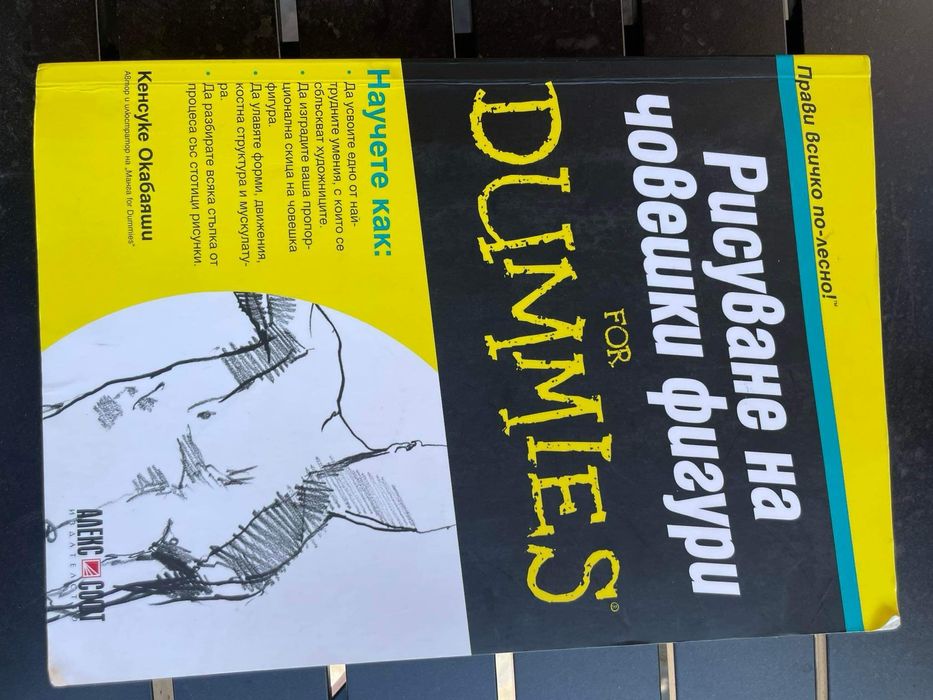 Прави всичко по-лесно!™
Рисуване на
човешки фигури
FOR
DUMMIES®
Научете как:
• Да усвоите едно от най-
трудните умения, с които се
сблъскват художниците.
• Да изградите ваша пропор-
ционална скица на човешка
фигура.
• Да улавяте форми, движения,
костна структура и мускулату-
ра.
• Да разбирате всяка стъпка от
процеса със стотици рисунки.
Кенсуке Окабаяши
Автор и илюстратор на „Манга for Dummies"
АЛЕКС СОФТ